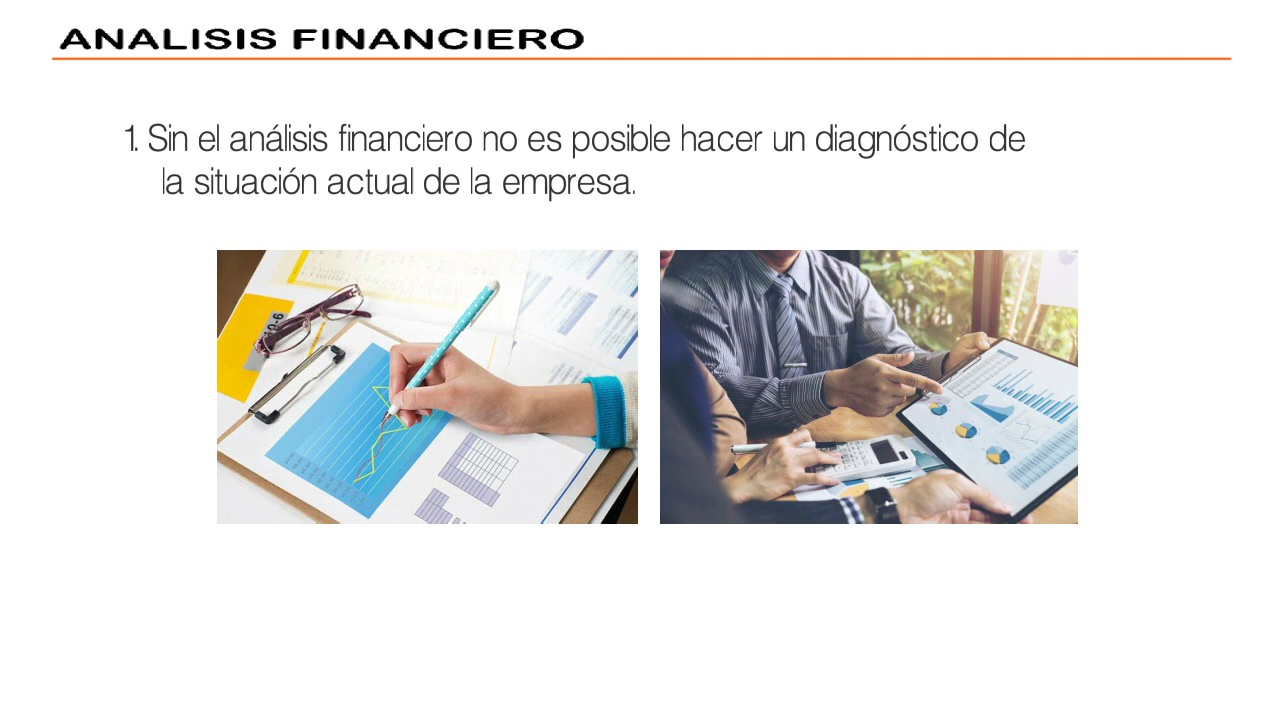 ANALISIS FINANCIERO
1. Sin el análisis financiero no es posible hacer un diagnóstico de
la situación actual de la empresa.